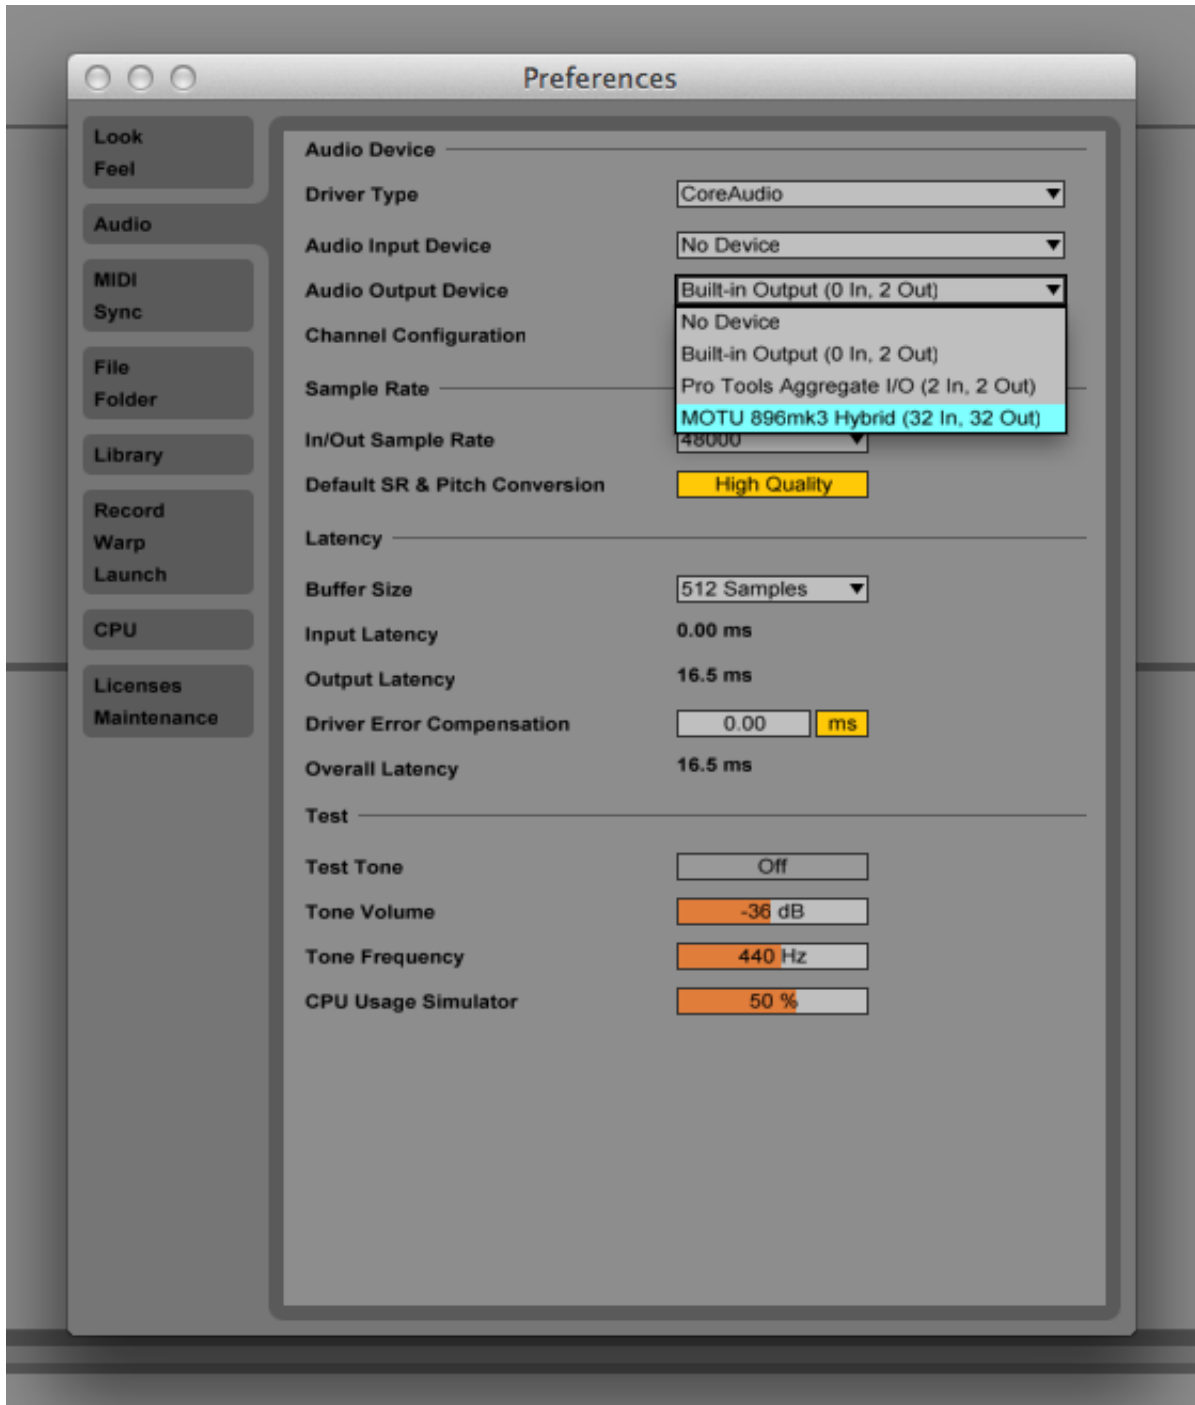 Preferences
Look
Feel
Audio
MIDI
Sync
File
Folder
Library
Record
Warp
Launch
CPU
Licenses
Maintenance
Audio Device
Driver Type CoreAudio
Audio Input Device No Device
Audio Output Device Built-in Output (0 In, 2 Out)
No Device
Built-in Output (0 In, 2 Out)
Pro Tools Aggregate I/O (2 In, 2 Out)
MOTU 896mk3 Hybrid (32 In, 32 Out)
Channel Configuration
Sample Rate
In/Out Sample Rate 48000
Default SR & Pitch Conversion High Quality
Latency
Buffer Size 512 Samples
Input Latency 0.00 ms
Output Latency 16.5 ms
Driver Error Compensation 0.00 ms
Overall Latency 16.5 ms
Test
Test Tone Off
Tone Volume -36 dB
Tone Frequency 440 Hz
CPU Usage Simulator 50 %